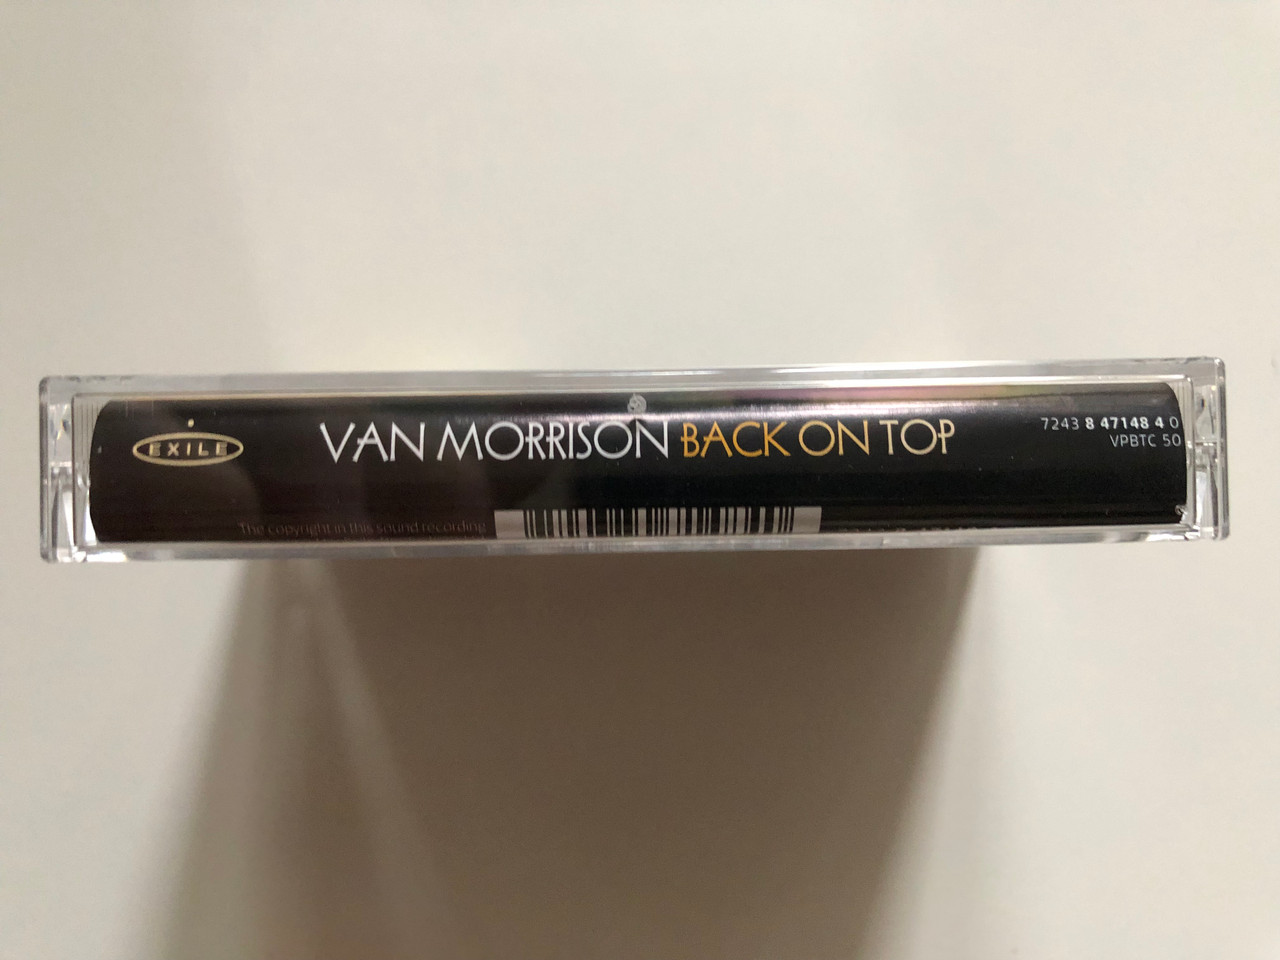 EXILE
VAN MORRISON BACK ON TOP
7243 8 47148 4 0
VPBTC 50
The copyright in this sound recording